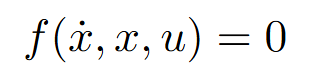 f(ẋ, x, u) = 0